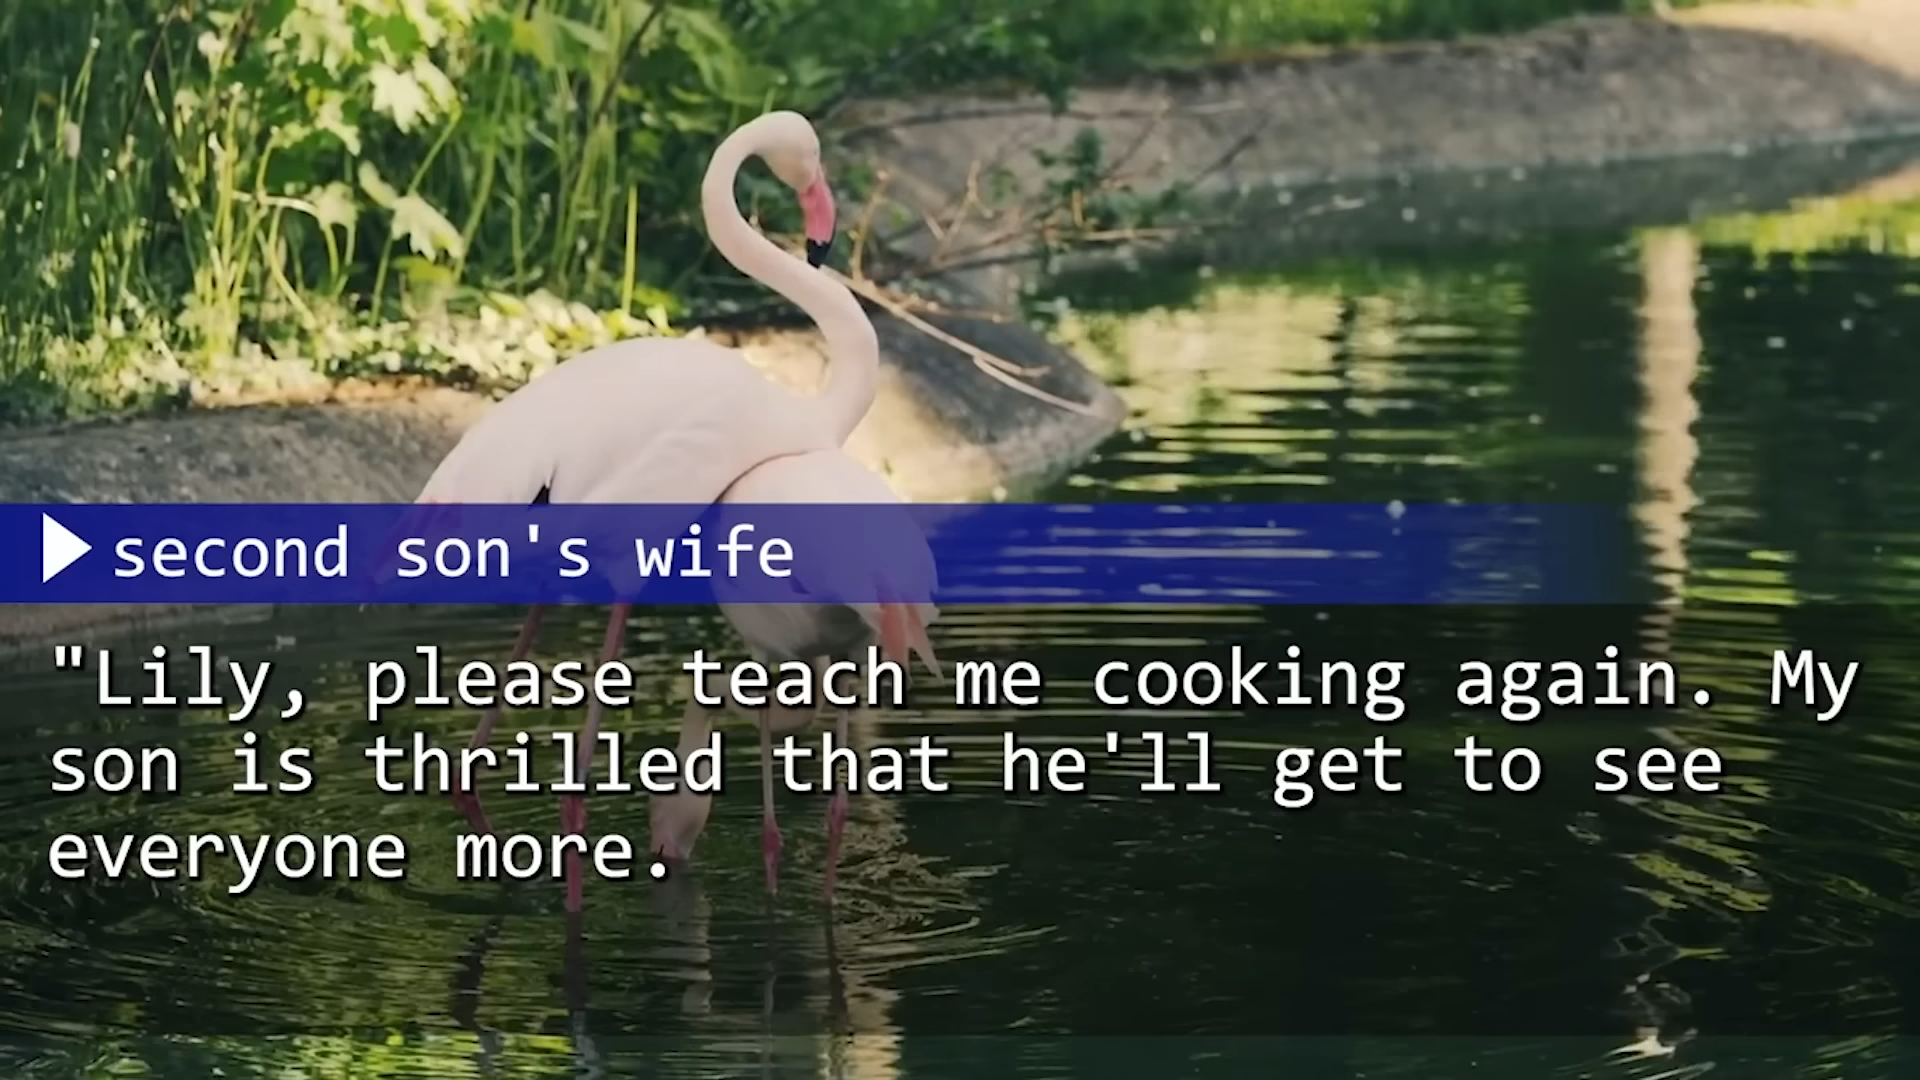 second son's wife
"Lily, please teach me cooking again. My
son is thrilled that he'll get to see
everyone more.